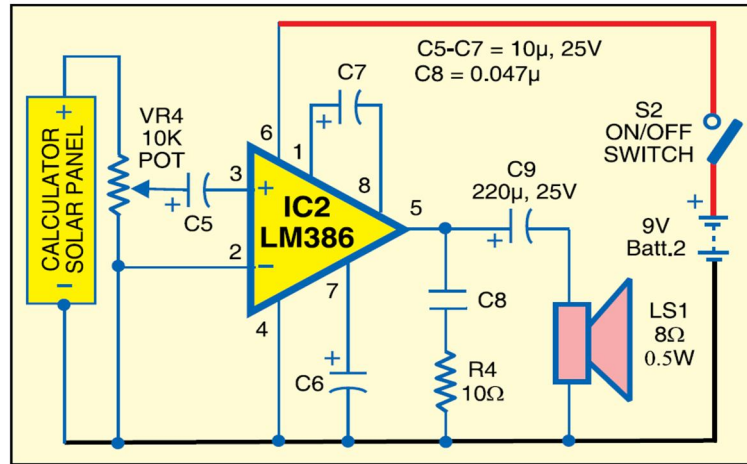 C5-C7 = 10µ, 25V
C8 = 0.047µ
CALCULATOR
SOLAR PANEL
+
−
VR4
10K
POT
+
C5
6
1
+
C7
8
3
+
2
−
IC2
LM386
5
7
4
+
C6
C9
220µ, 25V
+
C8
R4
10Ω
S2
ON/OFF
SWITCH
+
9V
Batt.2
LS1
8Ω
0.5W